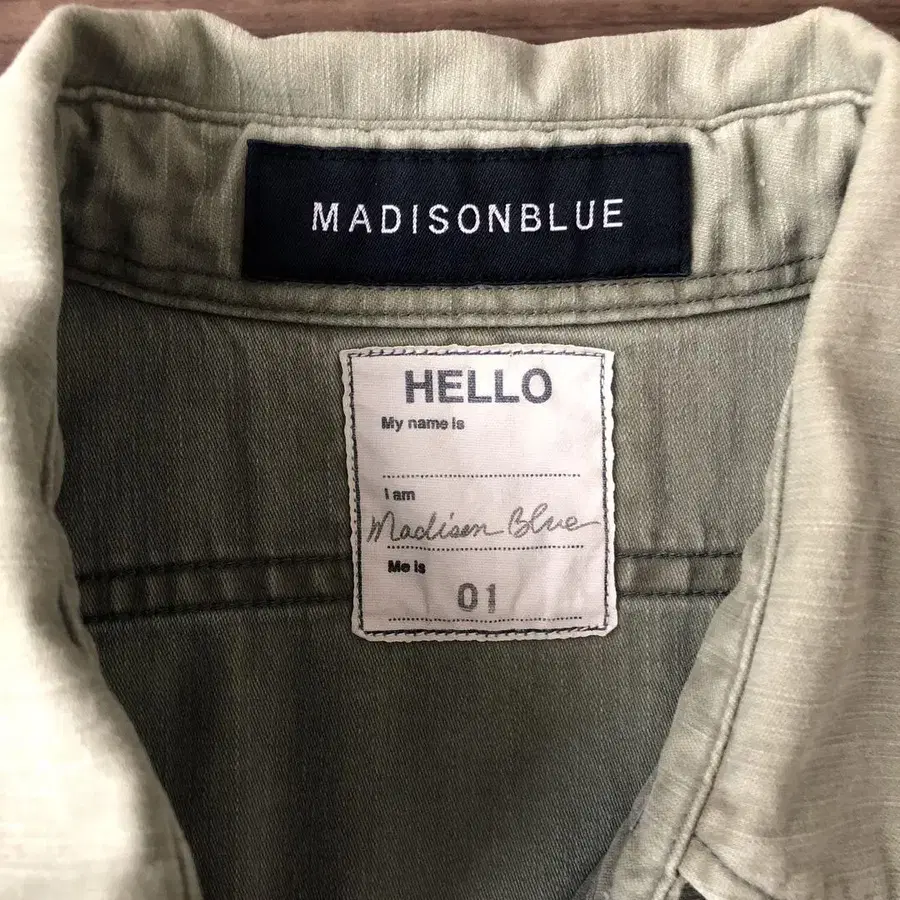 MADISONBLUE
HELLO
My name is
I am
Madison Blue
Me is
01